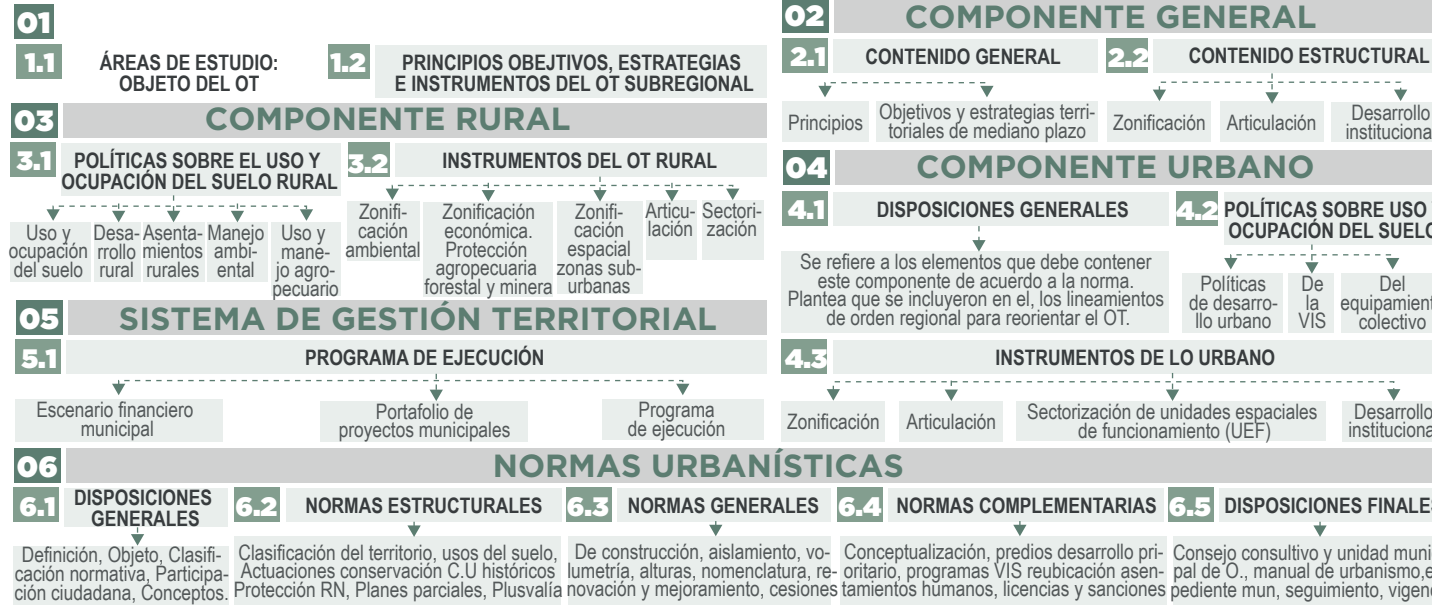 01
1.1 ÁREAS DE ESTUDIO:
OBJETO DEL OT
1.2 PRINCIPIOS OBEJTIVOS, ESTRATEGIAS
E INSTRUMENTOS DEL OT SUBREGIONAL
02 COMPONENTE GENERAL
2.1 CONTENIDO GENERAL
Principios
Objetivos y estrategias terri-
toriales de mediano plazo
2.2 CONTENIDO ESTRUCTURAL
Zonificación
Articulación
Desarrollo
instituciona
03 COMPONENTE RURAL
3.1 POLÍTICAS SOBRE EL USO Y
OCUPACIÓN DEL SUELO RURAL
Uso y
ocupación
del suelo
Desa-
rrollo
rural
Asenta-
mientos
rurales
Manejo
ambi-
ental
Uso y
mane-
jo agro-
pecuario
3.2 INSTRUMENTOS DEL OT RURAL
Zonifi-
cación
ambiental
Zonificación
económica.
Protección
agropecuaria
forestal y minera
Zonifi-
cación
espacial
zonas sub-
urbanas
Articu-
lación
Sectori-
zación
04 COMPONENTE URBANO
4.1 DISPOSICIONES GENERALES
Se refiere a los elementos que debe contener
este componente de acuerdo a la norma.
Plantea que se incluyeron en el, los lineamientos
de orden regional para reorientar el OT.
4.2 POLÍTICAS SOBRE USO
OCUPACIÓN DEL SUELO
Políticas
de desarro-
llo urbano
De
la
VIS
Del
equipamient
colectivo
4.3 INSTRUMENTOS DE LO URBANO
Zonificación
Articulación
Sectorización de unidades espaciales
de funcionamiento (UEF)
Desarrollo
instituciona
05 SISTEMA DE GESTIÓN TERRITORIAL
5.1 PROGRAMA DE EJECUCIÓN
Escenario financiero
municipal
Portafolio de
proyectos municipales
Programa
de ejecución
06 NORMAS URBANÍSTICAS
6.1 DISPOSICIONES
GENERALES
Definición, Objeto, Clasifi-
cación normativa, Participa-
ción ciudadana, Conceptos.
6.2 NORMAS ESTRUCTURALES
Clasificación del territorio, usos del suelo,
Actuaciones conservación C.U históricos
Protección RN, Planes parciales, Plusvalía
6.3 NORMAS GENERALES
De construcción, aislamiento, vo-
lumetría, alturas, nomenclatura, re-
novación y mejoramiento, cesiones
6.4 NORMAS COMPLEMENTARIAS
Conceptualización, predios desarrollo pri-
oritario, programas VIS reubicación asen-
tamientos humanos, licencias y sanciones
6.5 DISPOSICIONES FINALES
Consejo consultivo y unidad muni
pal de O., manual de urbanismo,e
pediente mun, seguimiento, vigen